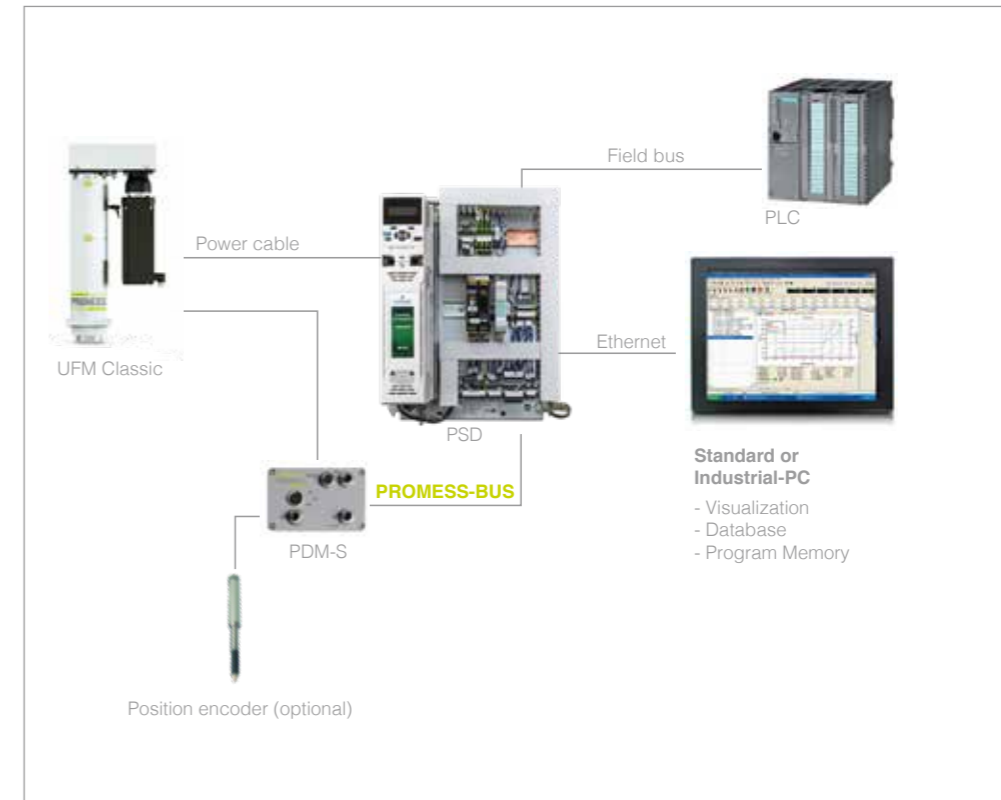 Field bus
PLC
Power cable
UFM Classic
PROMESS
Ethernet
PSD
Standard or
Industrial-PC
- Visualization
- Database
- Program Memory
PROMESS-BUS
PDM-S
Position encoder (optional)